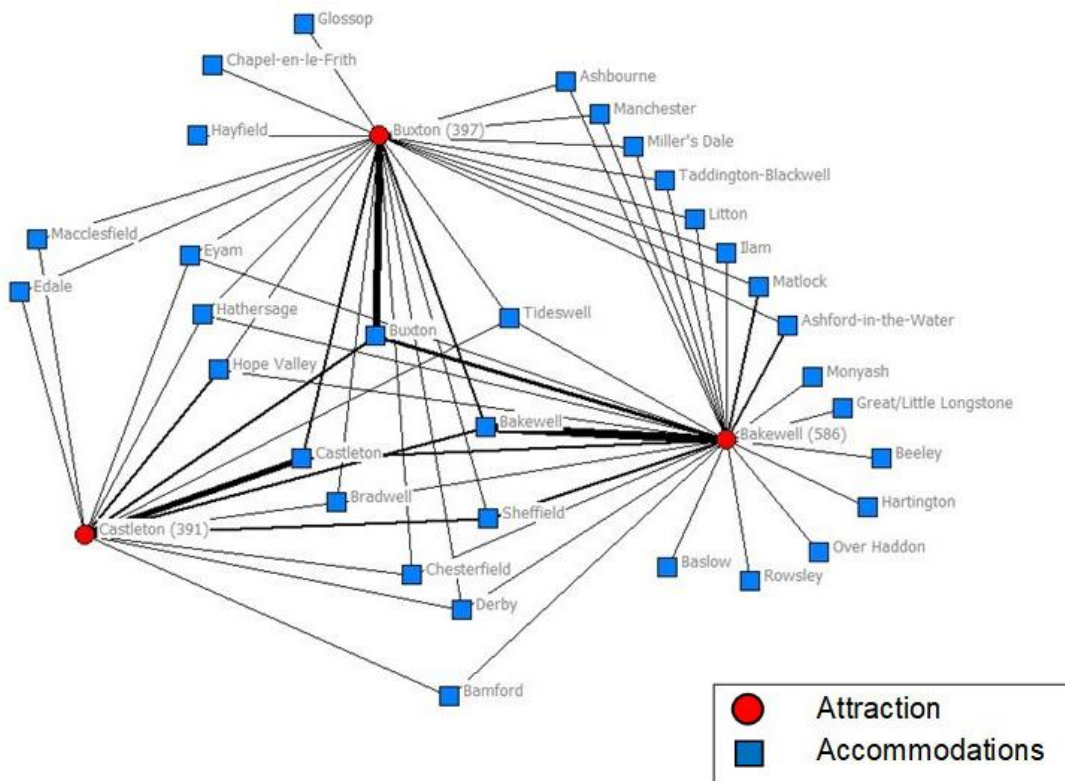 Glossop
Chapel-en-le-Frith
Ashbourne
Manchester
Hayfield
Buxton (397)
Miller's Dale
Taddington-Blackwell
Litton
Macclesfield
Eyam
Ilam
Edale
Matlock
Hathersage
Tideswell
Ashford-in-the-Water
Buxton
Hope Valley
Monyash
Great/Little Longstone
Bakewell
Bakewell (586)
Castleton
Beeley
Bradwell
Hartington
Sheffield
Castleton (391)
Over Haddon
Baslow
Chesterfield
Rowsley
Derby
Bamford
Attraction
Accommodations